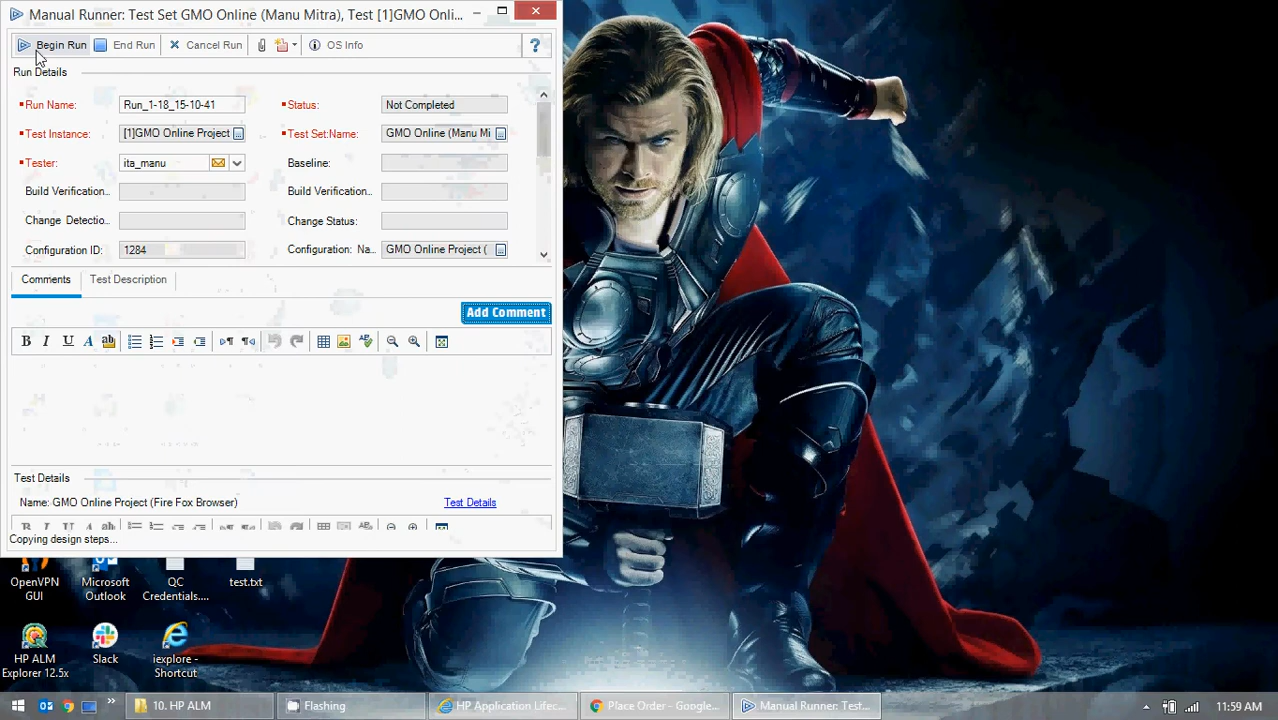 Manual Runner: Test Set GMO Online (Manu Mitra), Test [1]GMO Onli...
Begin Run End Run Cancel Run OS Info ?
Run Details
Run Name: Run_1-18_15-10-41 Status: Not Completed
Test Instance: [1]GMO Online Project Test Set:Name: GMO Online (Manu Mi
Tester: ita_manu Baseline:
Build Verification.. Build Verification..
Change Detectio.. Change Status:
Configuration ID: 1284 Configuration: Na.. GMO Online Project (
Comments Test Description
Add Comment
B I U A ab
Test Details
Name: GMO Online Project (Fire Fox Browser) Test Details
B I U A ab
Copying design steps...
OpenVPN GUI
Microsoft Outlook
QC Credentials....
test.txt
HP ALM Explorer 12.5x
Slack
iexplore - Shortcut
10. HP ALM Flashing HP Application Lifec... Place Order - Google... Manual Runner: Test... 11:59 AM